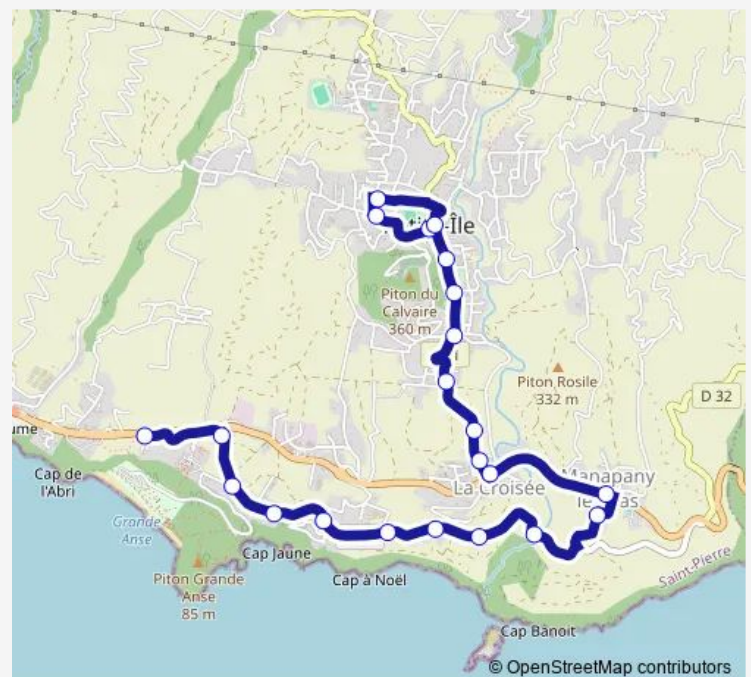 Piton du
Calvaire
360 m
Piton Rosile
332 m
D 32
Cap de
l'Abri
La Croisée
Grande
Anse
Cap Jaune
Piton Grande
Anse
85 m
Cap à Noël
Saint-Pierre
Cap Bânoit
© OpenStreetMap contributors